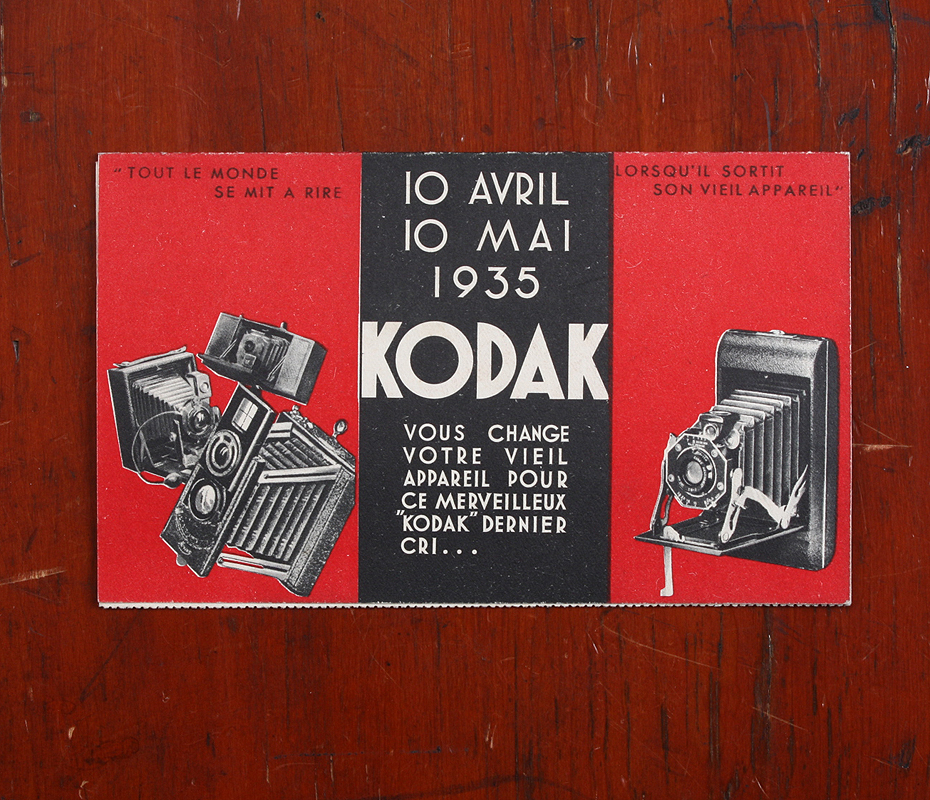 "TOUT LE MONDE
SE MIT A RIRE
10 AVRIL
10 MAI
1935
KODAK
VOUS CHANGE
VOTRE VIEIL
APPAREIL POUR
CE MERVEILLEUX
"KODAK" DERNIER
CRI...
LORSQU'IL SORTIT
SON VIEIL APPAREIL"